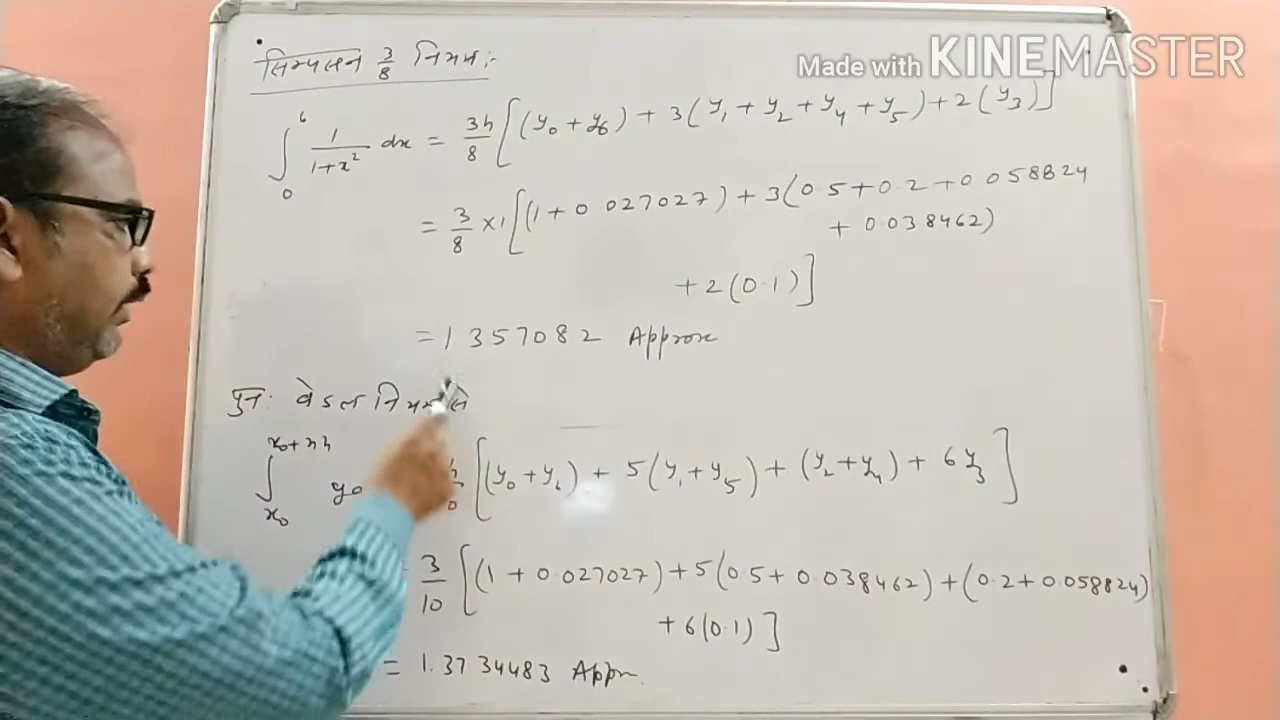 Made with KINEMASTER
सिम्पसन 3/8 नियम :-
∫₀⁶ 1/(1+x²) dx = 3h/8 [(y₀ + y₆) + 3(y₁ + y₂ + y₄ + y₅) + 2(y₃)]
= 3/8 × 1 [(1 + 0.027027) + 3(0.5 + 0.2 + 0.058824
+ 0.038462)
+ 2(0.1)]
= 1.357082 Approx
पुनः वेडल नियम से
∫ₓ₀^(x₀+nh) y [(y₀ + y₆) + 5(y₁ + y₅) + (y₂ + y₄) + 6y₃]
3/10 [(1 + 0.027027) + 5(0.5 + 0.038462) + (0.2 + 0.058824)
+ 6(0.1)]
= 1.3734483 Appr.